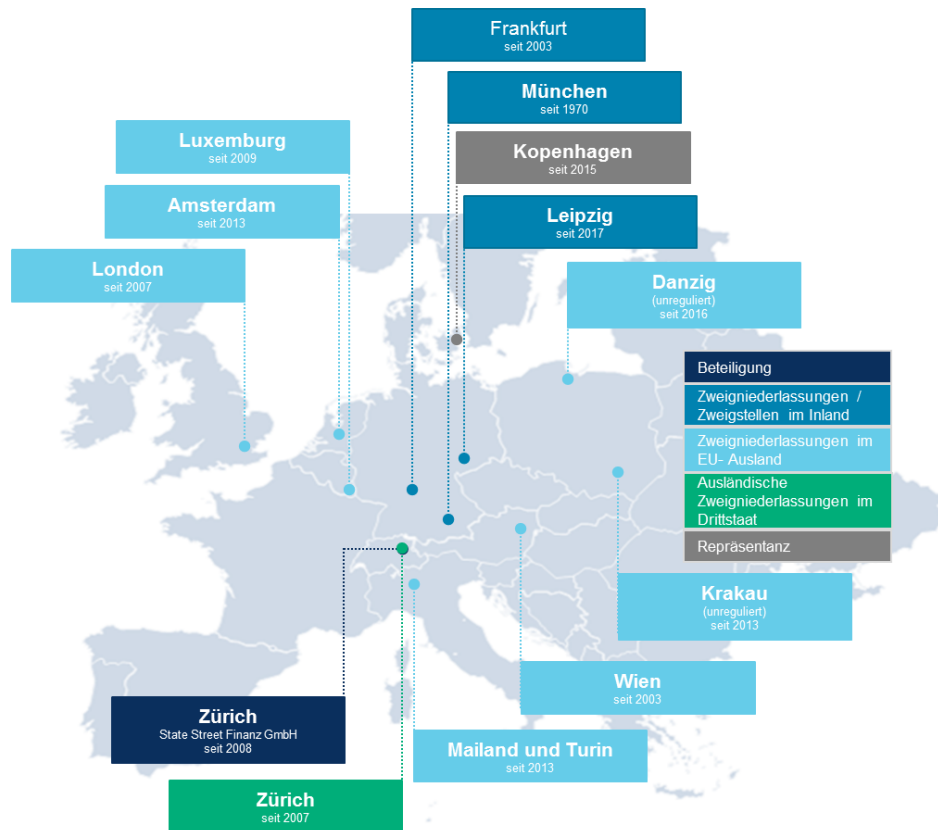 Frankfurt
seit 2003
München
seit 1970
Luxemburg
seit 2009
Kopenhagen
seit 2015
Amsterdam
seit 2013
Leipzig
seit 2017
London
seit 2007
Danzig
(unreguliert)
seit 2016
Beteiligung
Zweigniederlassungen /
Zweigstellen im Inland
Zweigniederlassungen im
EU- Ausland
Ausländische
Zweigniederlassungen im
Drittstaat
Repräsentanz
Krakau
(unreguliert)
seit 2013
Wien
seit 2003
Zürich
State Street Finanz GmbH
seit 2008
Mailand und Turin
seit 2013
Zürich
seit 2007